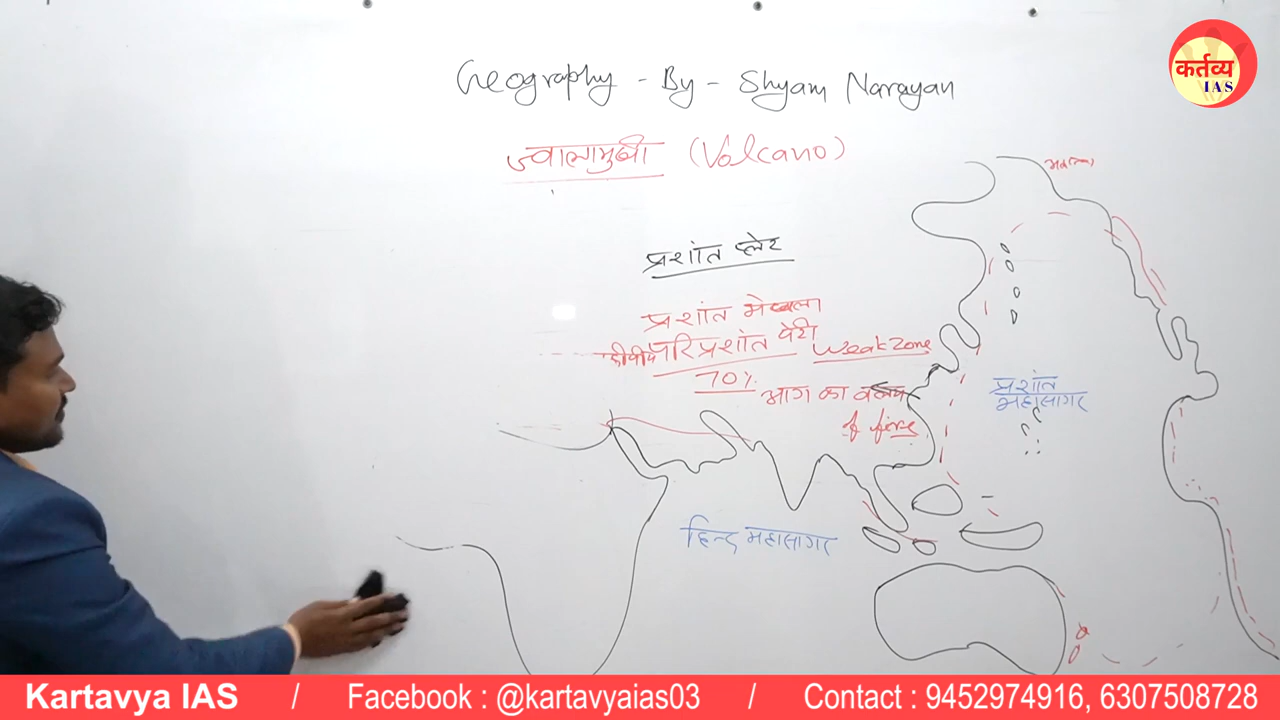 कर्तव्य
IAS
Geography - By - Shyam Narayan
ज्वालामुखी (Volcano)
प्रशांत प्लेट
प्रशांत मेखला
परिप्रशांत पेटी
Weak Zone
70%
आग का वलय
of fire
प्रशांत
महासागर
हिन्द महासागर
Kartavya IAS / Facebook : @kartavyaias03 / Contact : 9452974916, 6307508728